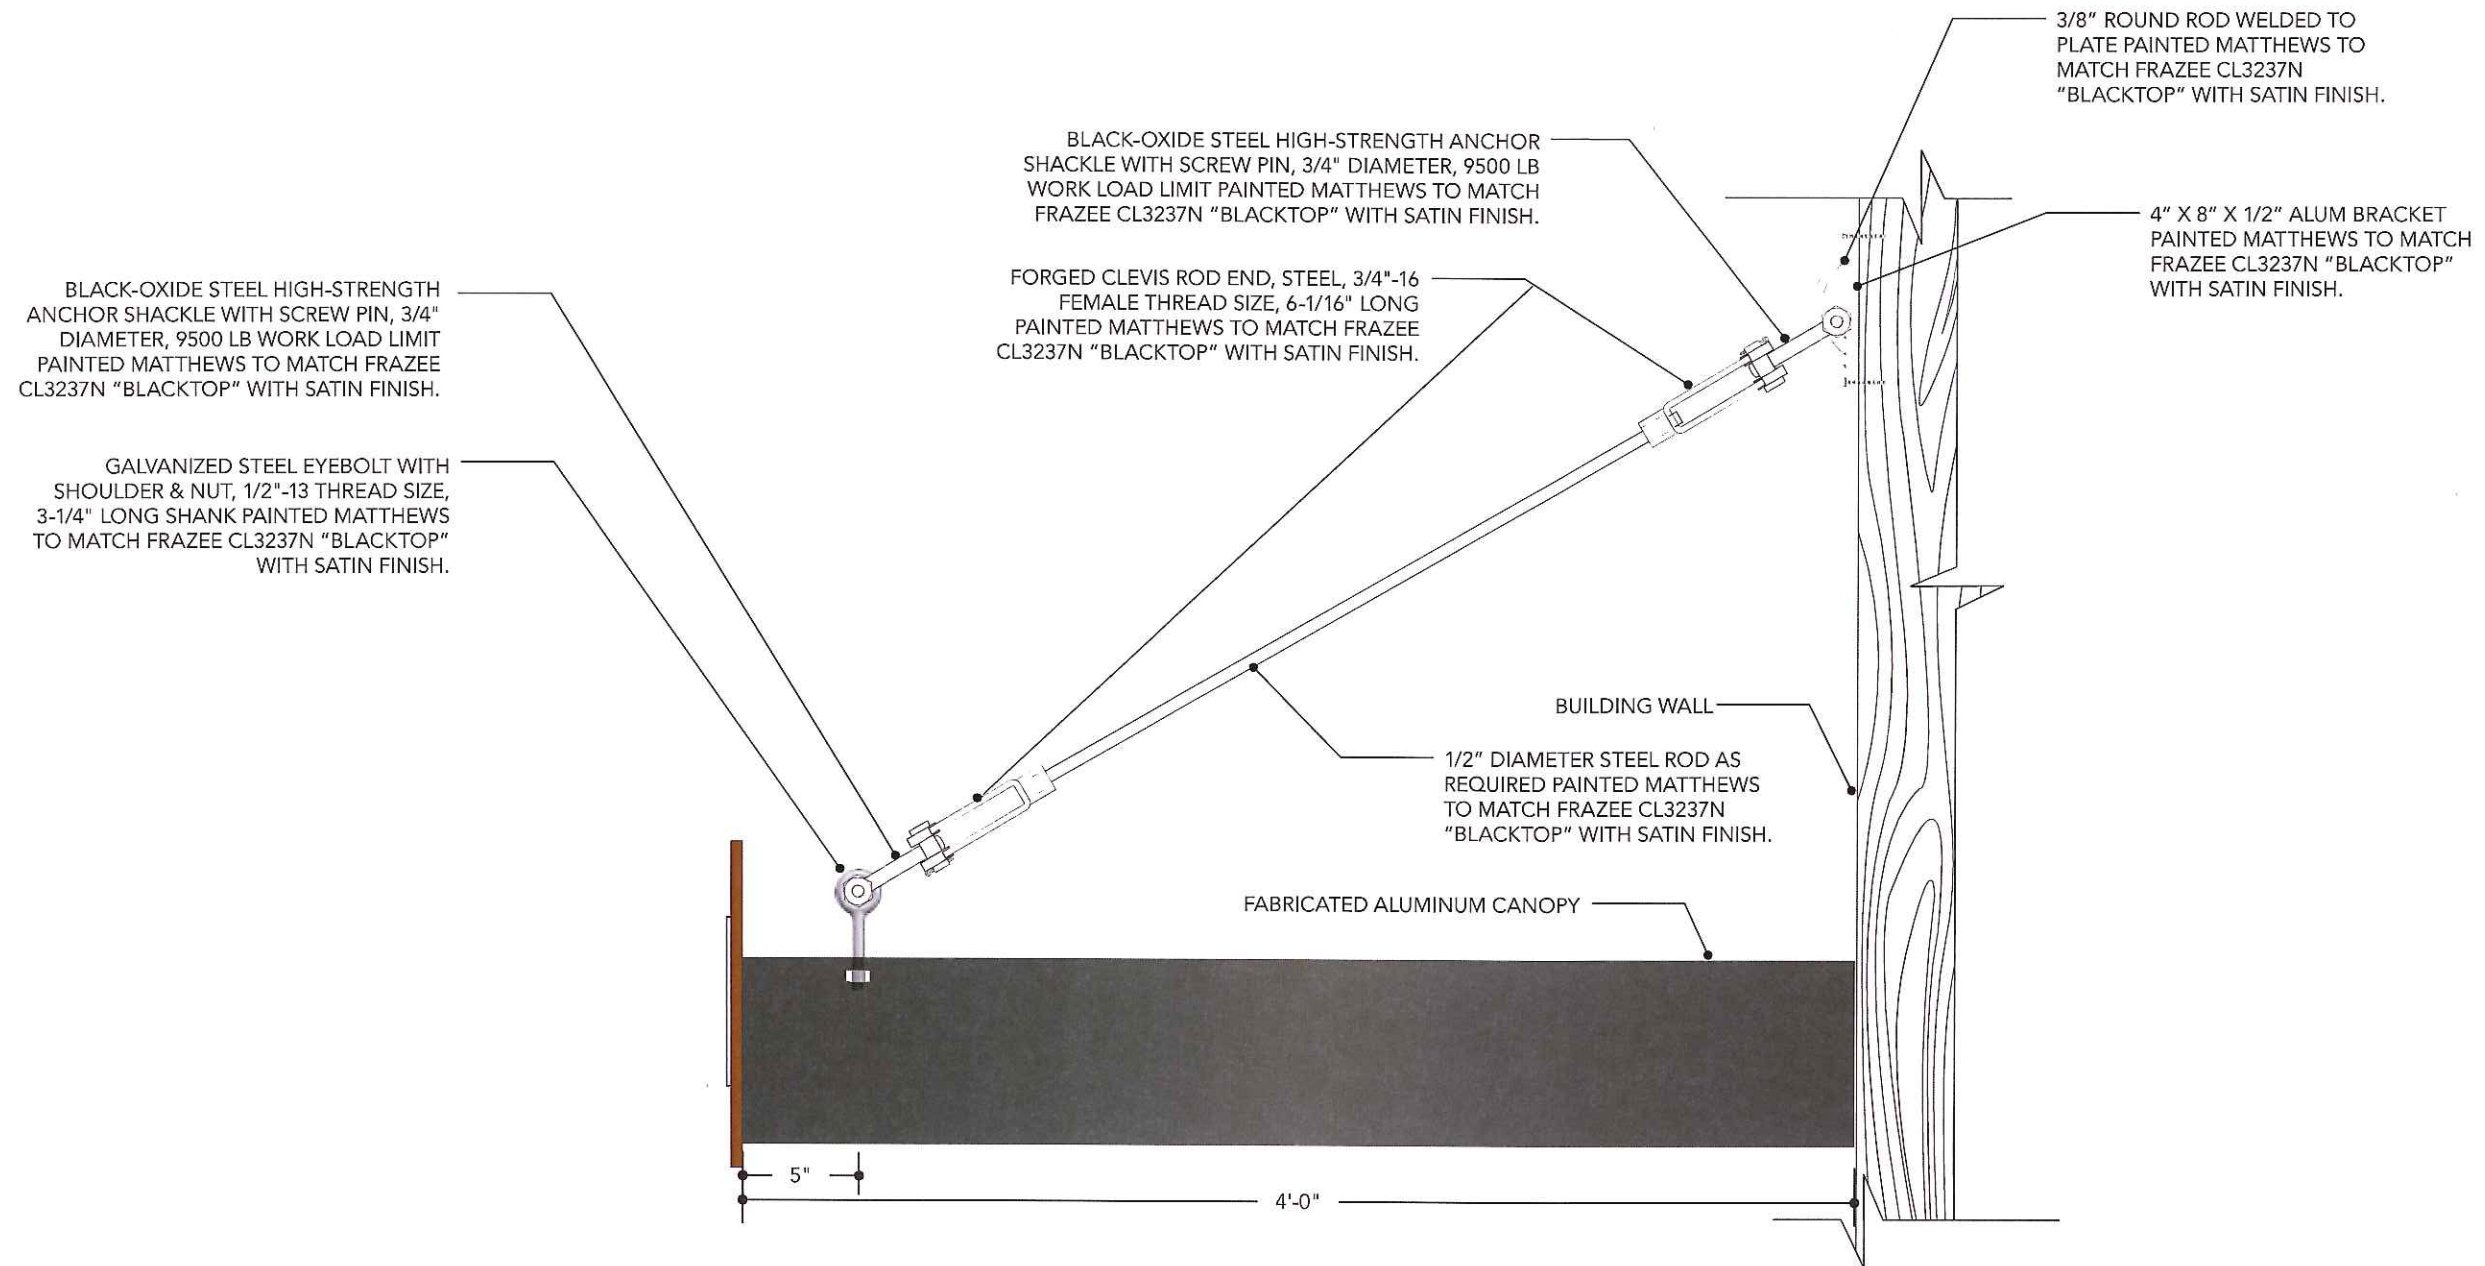 3/8" ROUND ROD WELDED TO
PLATE PAINTED MATTHEWS TO
MATCH FRAZEE CL3237N
"BLACKTOP" WITH SATIN FINISH.
BLACK-OXIDE STEEL HIGH-STRENGTH ANCHOR
SHACKLE WITH SCREW PIN, 3/4" DIAMETER, 9500 LB
WORK LOAD LIMIT PAINTED MATTHEWS TO MATCH
FRAZEE CL3237N "BLACKTOP" WITH SATIN FINISH.
4" X 8" X 1/2" ALUM BRACKET
PAINTED MATTHEWS TO MATCH
FRAZEE CL3237N "BLACKTOP"
WITH SATIN FINISH.
FORGED CLEVIS ROD END, STEEL, 3/4"-16
FEMALE THREAD SIZE, 6-1/16" LONG
PAINTED MATTHEWS TO MATCH FRAZEE
CL3237N "BLACKTOP" WITH SATIN FINISH.
BLACK-OXIDE STEEL HIGH-STRENGTH
ANCHOR SHACKLE WITH SCREW PIN, 3/4"
DIAMETER, 9500 LB WORK LOAD LIMIT
PAINTED MATTHEWS TO MATCH FRAZEE
CL3237N "BLACKTOP" WITH SATIN FINISH.
GALVANIZED STEEL EYEBOLT WITH
SHOULDER & NUT, 1/2"-13 THREAD SIZE,
3-1/4" LONG SHANK PAINTED MATTHEWS
TO MATCH FRAZEE CL3237N "BLACKTOP"
WITH SATIN FINISH.
BUILDING WALL
1/2" DIAMETER STEEL ROD AS
REQUIRED PAINTED MATTHEWS
TO MATCH FRAZEE CL3237N
"BLACKTOP" WITH SATIN FINISH.
FABRICATED ALUMINUM CANOPY
5"
4'-0"